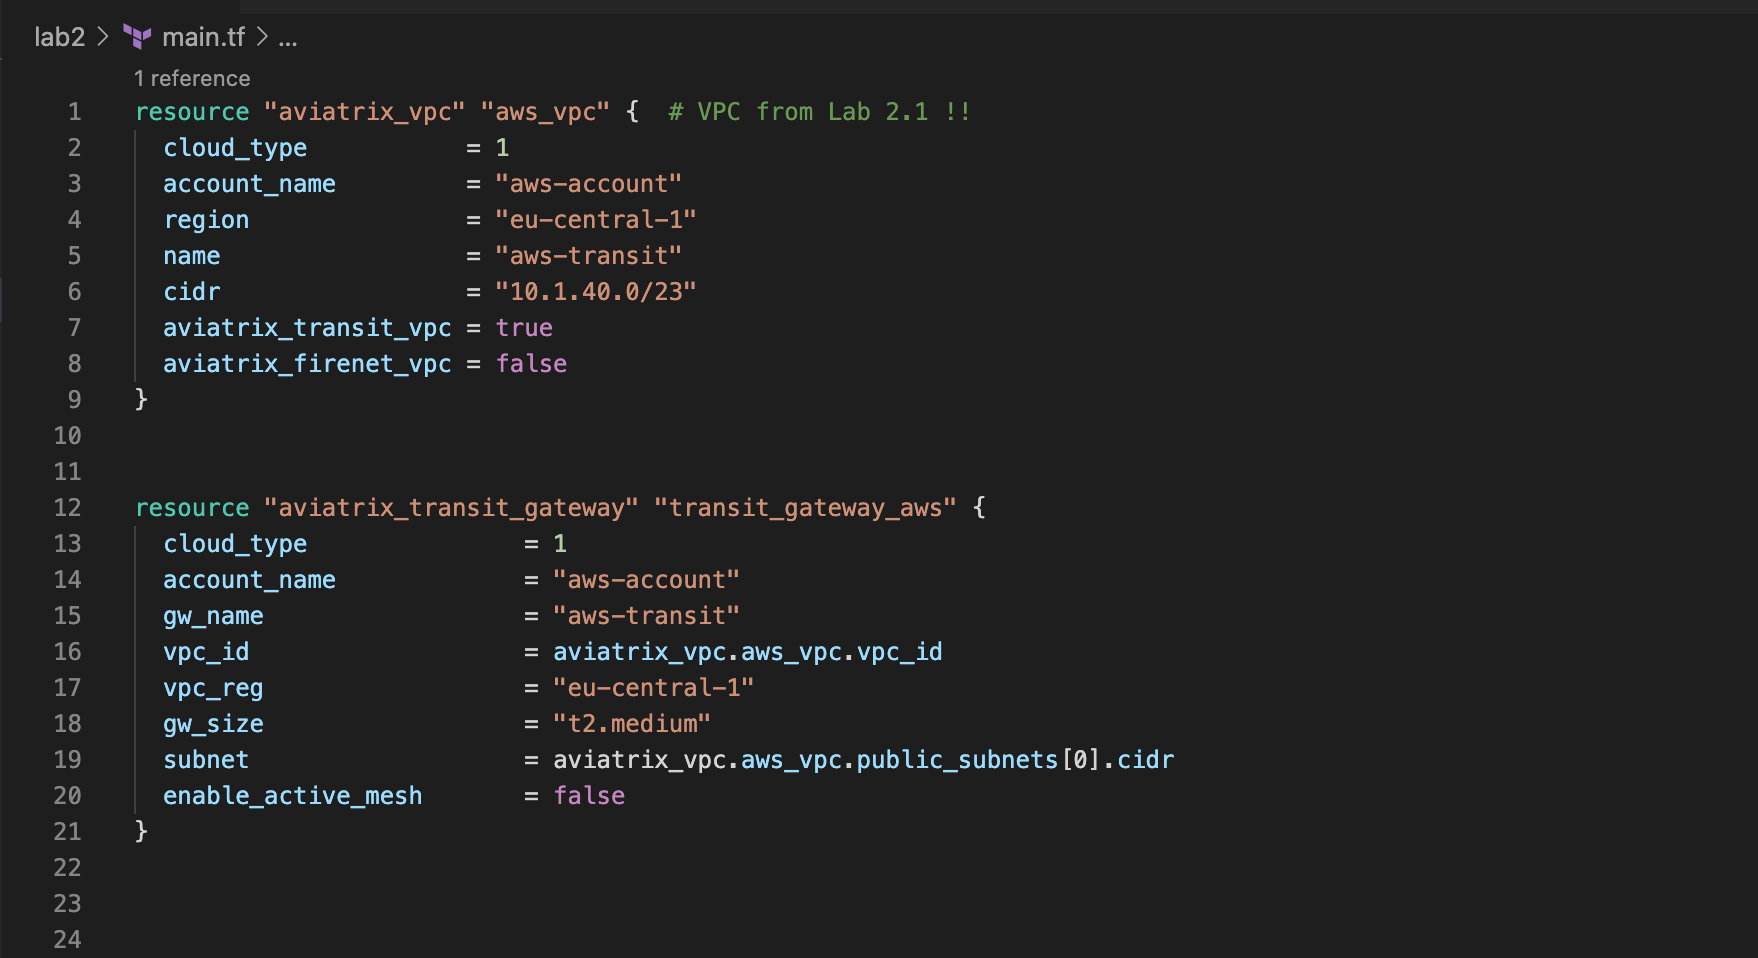 lab2 > main.tf > ...
1 reference
1 resource "aviatrix_vpc" "aws_vpc" {  # VPC from Lab 2.1 !!
2   cloud_type           = 1
3   account_name         = "aws-account"
4   region               = "eu-central-1"
5   name                 = "aws-transit"
6   cidr                 = "10.1.40.0/23"
7   aviatrix_transit_vpc = true
8   aviatrix_firenet_vpc = false
9 }
10
11
12 resource "aviatrix_transit_gateway" "transit_gateway_aws" {
13   cloud_type               = 1
14   account_name             = "aws-account"
15   gw_name                  = "aws-transit"
16   vpc_id                   = aviatrix_vpc.aws_vpc.vpc_id
17   vpc_reg                  = "eu-central-1"
18   gw_size                  = "t2.medium"
19   subnet                   = aviatrix_vpc.aws_vpc.public_subnets[0].cidr
20   enable_active_mesh       = false
21 }
22
23
24